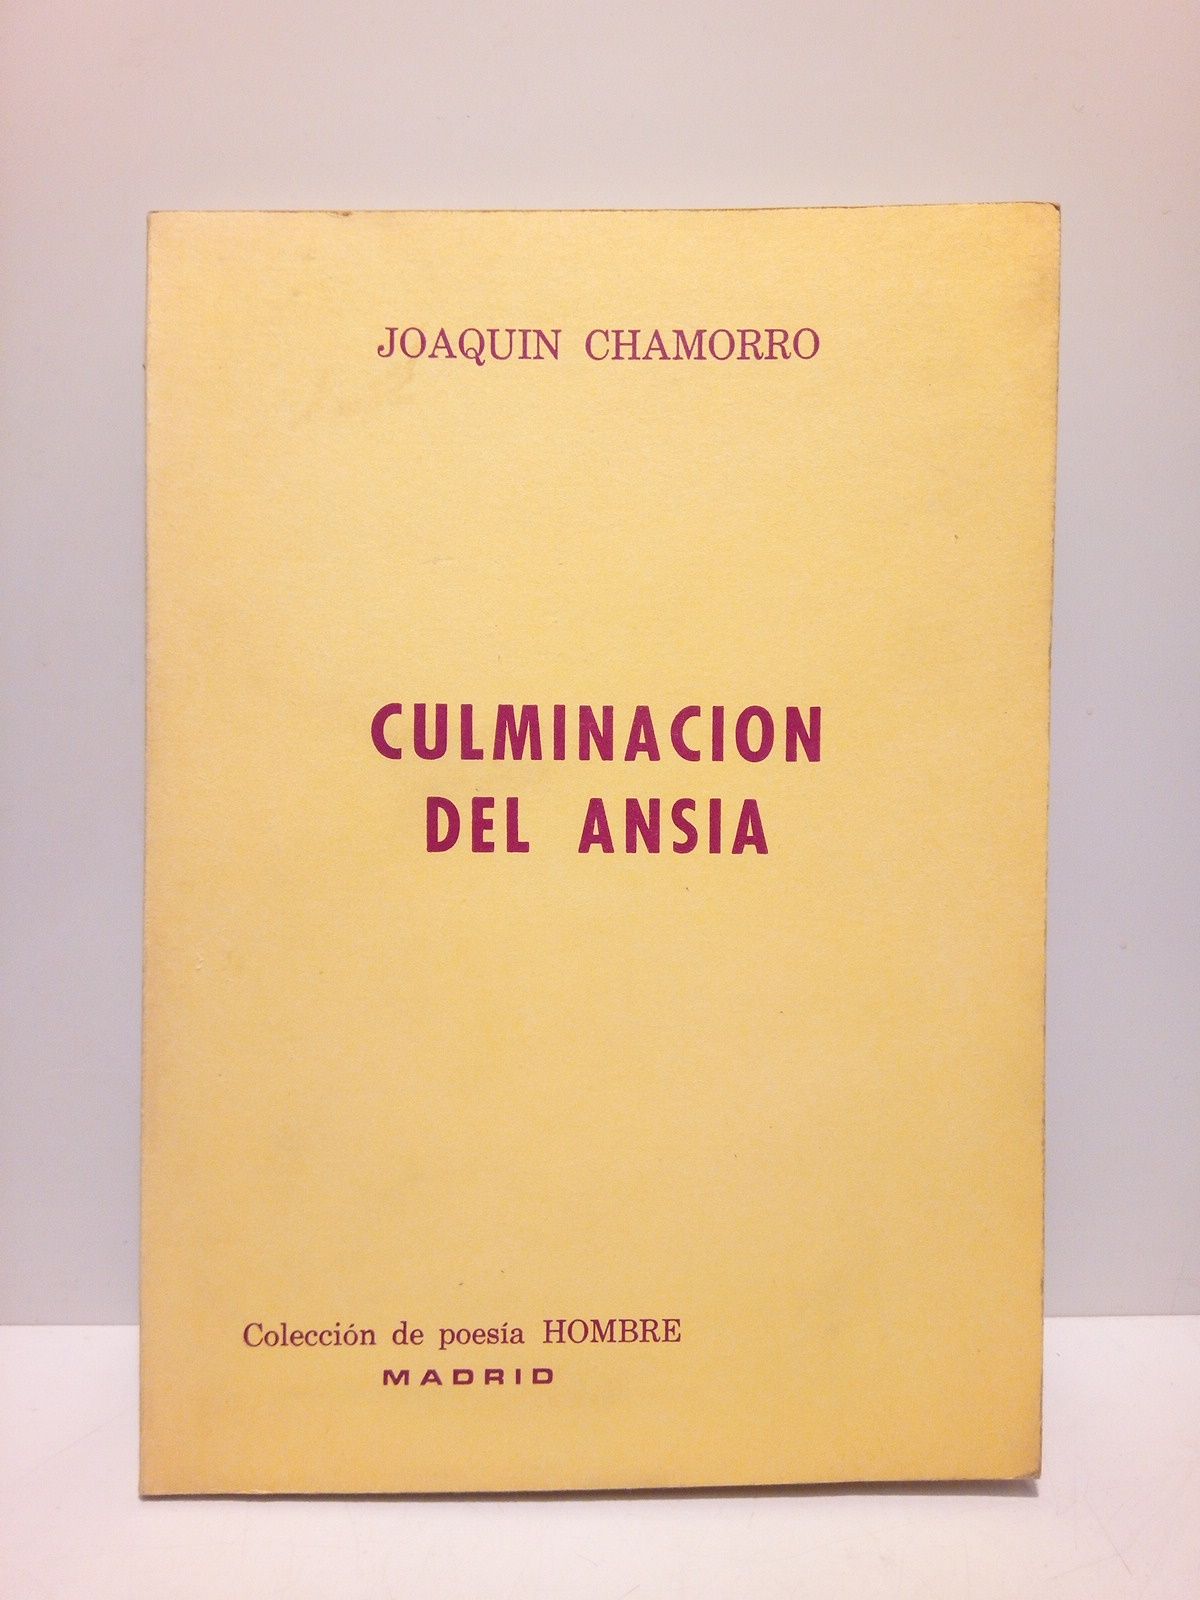 JOAQUIN CHAMORRO
CULMINACION
DEL ANSIA
Colección de poesía HOMBRE
MADRID